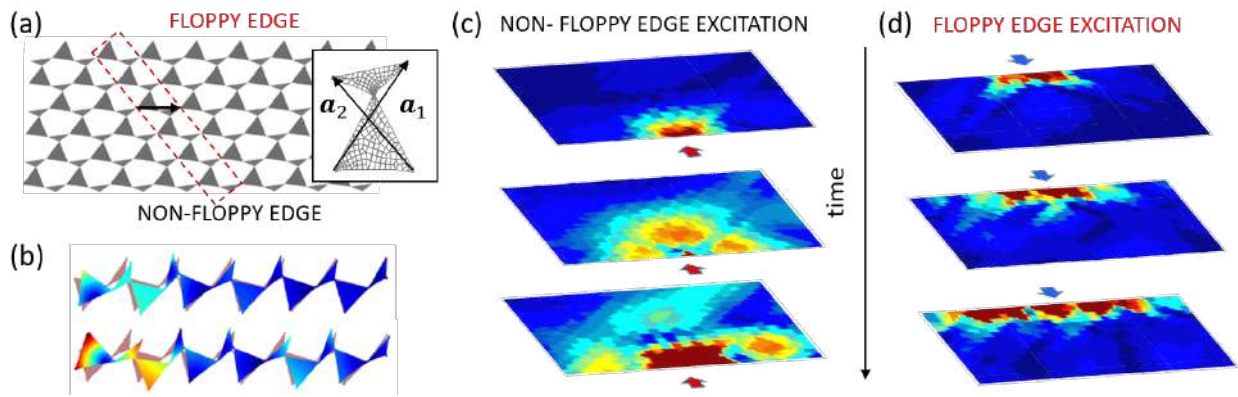 (a)
FLOPPY EDGE
a₂
a₁
NON-FLOPPY EDGE
(b)
(c)
NON- FLOPPY EDGE EXCITATION
time
(d)
FLOPPY EDGE EXCITATION